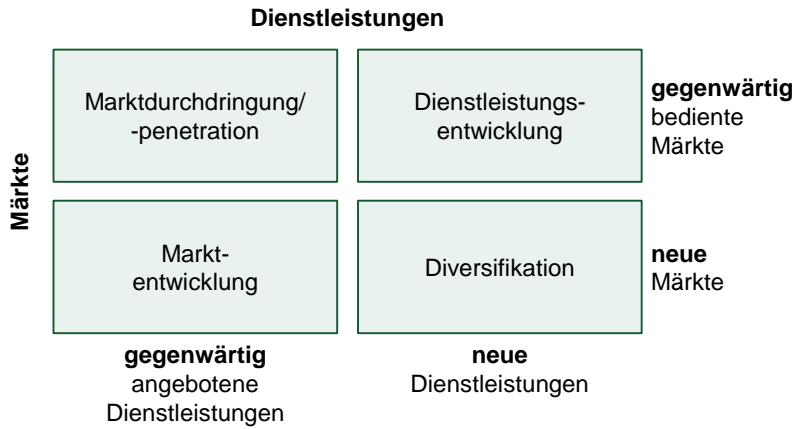 Dienstleistungen
Marktdurchdringung/
-penetration
Dienstleistungs-
entwicklung
gegenwärtig
bediente
Märkte
Märkte
Markt-
entwicklung
Diversifikation
neue
Märkte
gegenwärtig
angebotene
Dienstleistungen
neue
Dienstleistungen